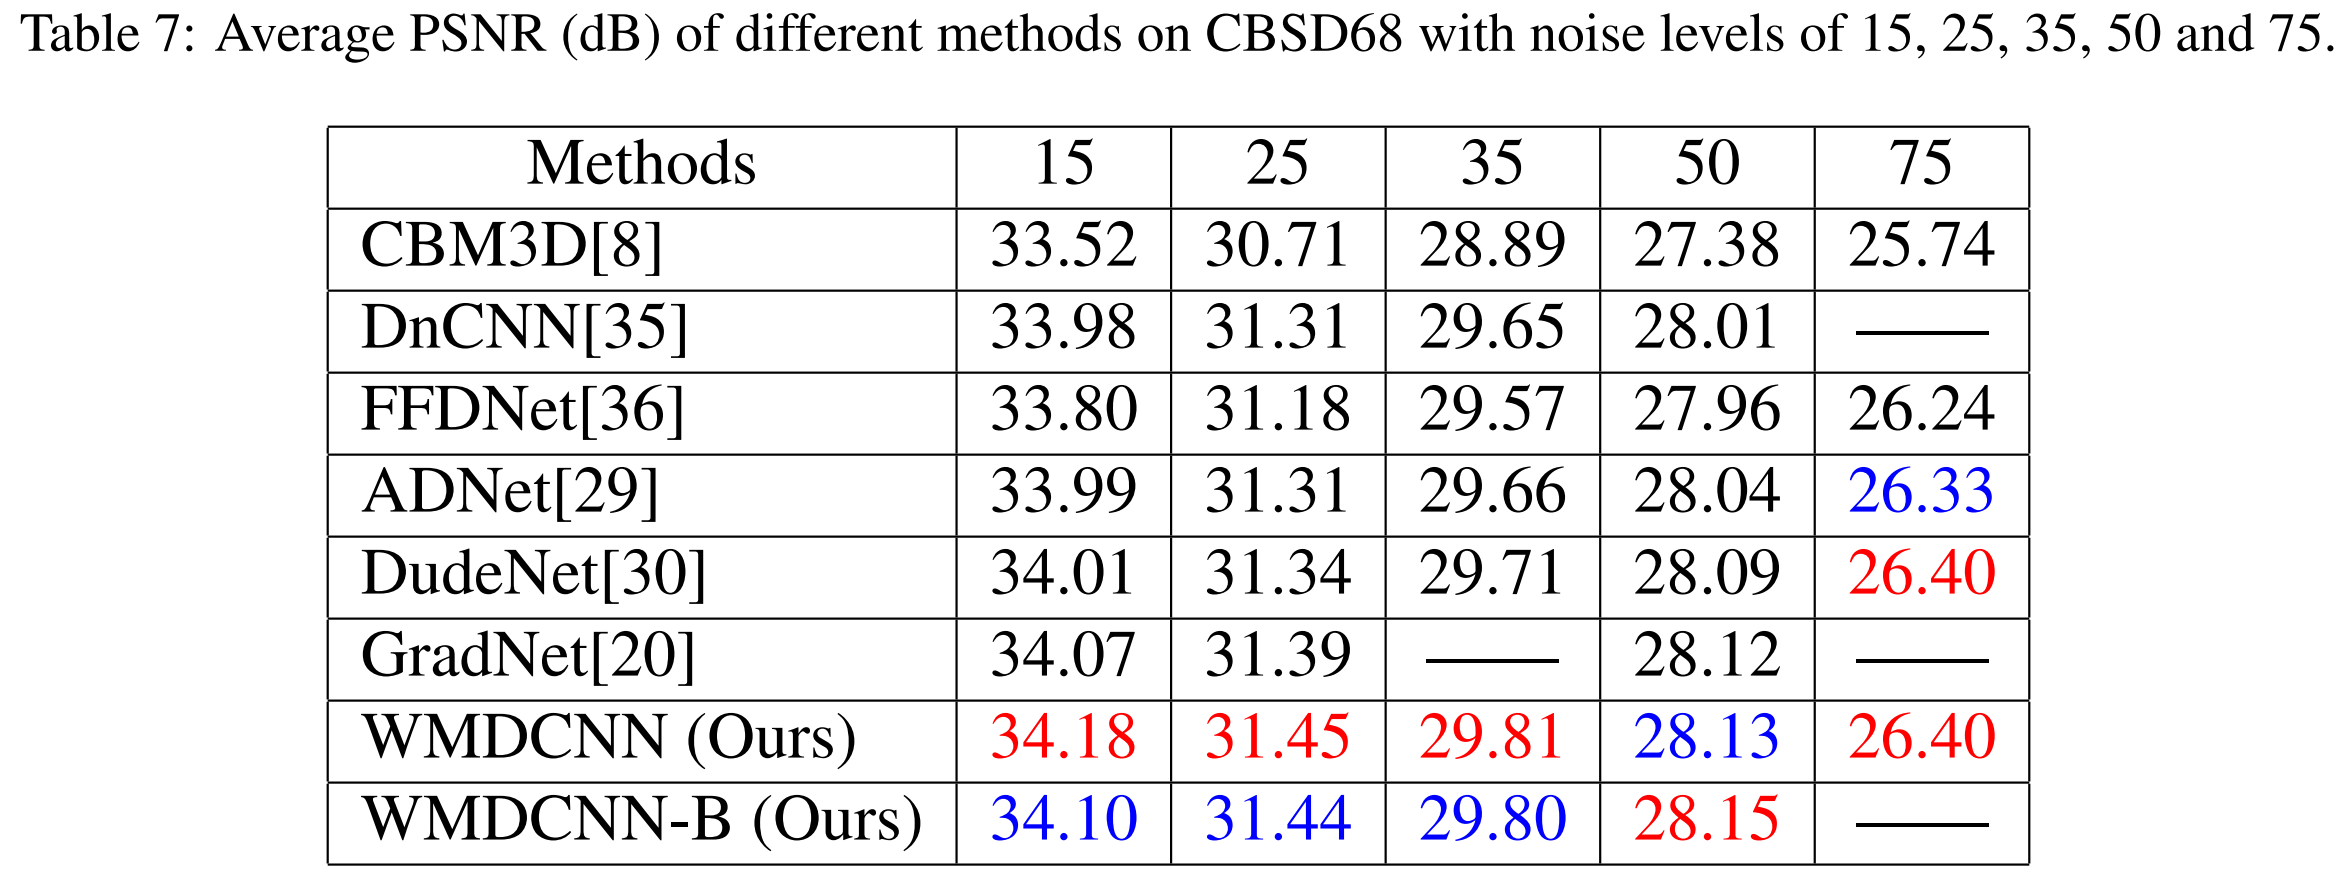 Table 7: Average PSNR (dB) of different methods on CBSD68 with noise levels of 15, 25, 35, 50 and 75.
Methods 15 25 35 50 75
CBM3D[8] 33.52 30.71 28.89 27.38 25.74
DnCNN[35] 33.98 31.31 29.65 28.01 ——
FFDNet[36] 33.80 31.18 29.57 27.96 26.24
ADNet[29] 33.99 31.31 29.66 28.04 26.33
DudeNet[30] 34.01 31.34 29.71 28.09 26.40
GradNet[20] 34.07 31.39 —— 28.12 ——
WMDCNN (Ours) 34.18 31.45 29.81 28.13 26.40
WMDCNN-B (Ours) 34.10 31.44 29.80 28.15 ——